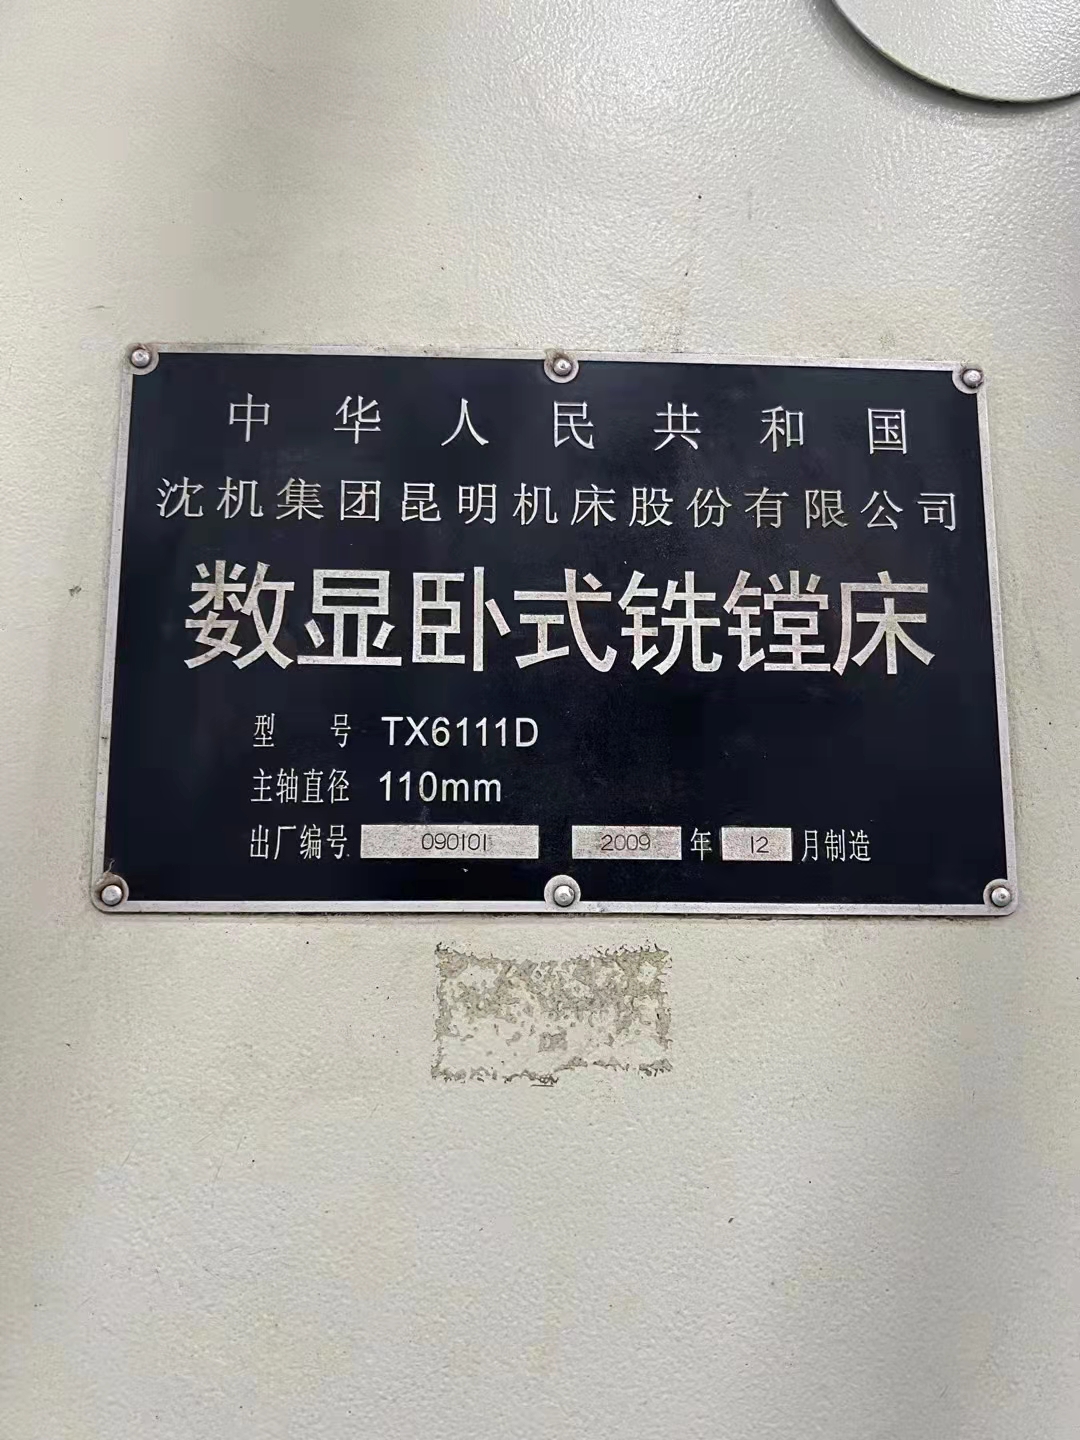 中华人民共和国
沈机集团昆明机床股份有限公司
数显卧式铣镗床
型号 TX6111D
主轴直径 110mm
出厂编号 090101 2009 年 12 月制造